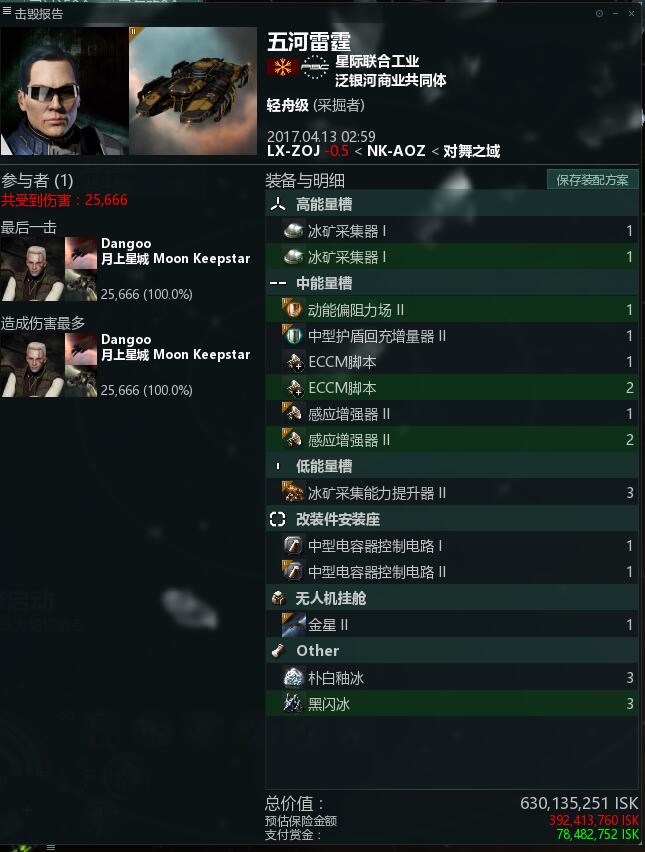 击毁报告
五河雷霆
星际联合工业
泛银河商业共同体
轻舟级 (采掘者)
2017.04.13 02:59
LX-ZOJ -0.5 < NK-AOZ < 对舞之域
参与者 (1)
共受到伤害：25,666
最后一击
Dangoo
月上星城 Moon Keepstar
25,666 (100.0%)
造成伤害最多
Dangoo
月上星城 Moon Keepstar
25,666 (100.0%)
装备与明细
保存装配方案
高能量槽
冰矿采集器 I 1
冰矿采集器 I 1
中能量槽
动能偏阻力场 II 1
中型护盾回充增量器 II 1
ECCM脚本 1
ECCM脚本 2
感应增强器 II 1
感应增强器 II 2
低能量槽
冰矿采集能力提升器 II 3
改装件安装座
中型电容器控制电路 I 1
中型电容器控制电路 II 1
无人机挂舱
金星 II 1
Other
朴白釉冰 3
黑闪冰 3
总价值： 630,135,251 ISK
预估保险金额 392,413,760 ISK
支付赏金： 78,482,752 ISK